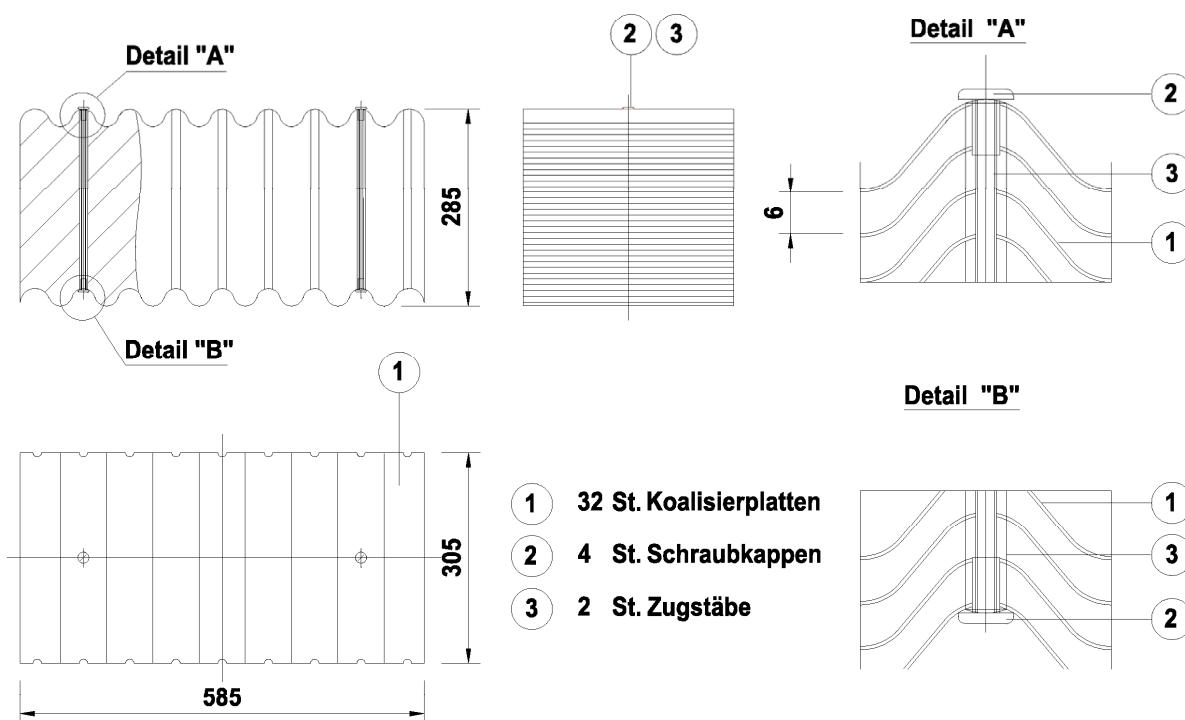 Detail "A"
285
Detail "B"
2 3
Detail "A"
2
3
1
6
1
305
585
1 32 St. Koalisierplatten
2 4 St. Schraubkappen
3 2 St. Zugstäbe
Detail "B"
1
3
2